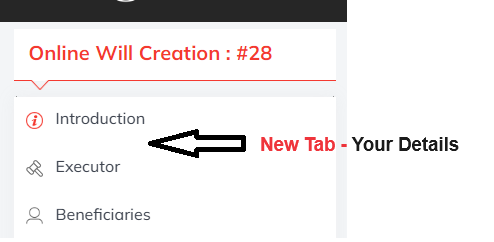 Online Will Creation : #28
Introduction
New Tab - Your Details
Executor
Beneficiaries